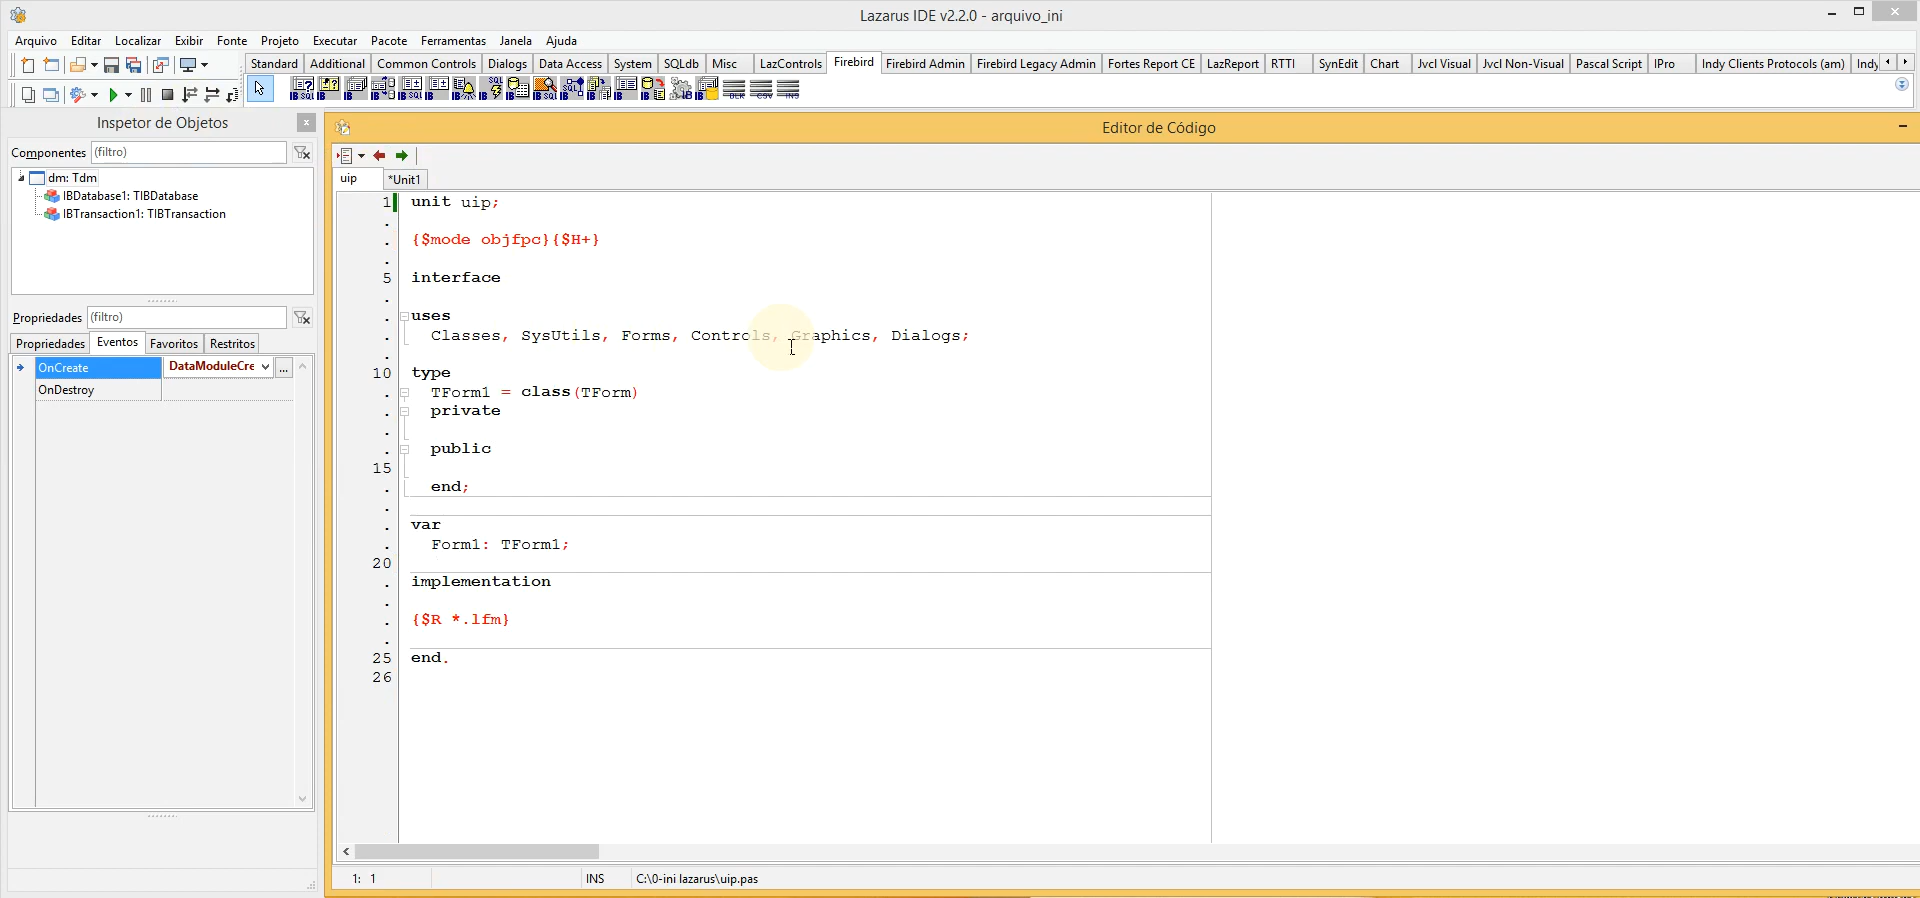 Lazarus IDE v2.2.0 - arquivo_ini
Arquivo Editar Localizar Exibir Fonte Projeto Executar Pacote Ferramentas Janela Ajuda
Standard Additional Common Controls Dialogs Data Access System SQLdb Misc LazControls Firebird Firebird Admin Firebird Legacy Admin Fortes Report CE LazReport RTTI SynEdit Chart Jvcl Visual Jvcl Non-Visual Pascal Script IPro Indy Clients Protocols (am) Indy
Inspetor de Objetos
Editor de Código
Componentes (filtro)
dm: Tdm
IBDatabase1: TIBDatabase
IBTransaction1: TIBTransaction
Propriedades (filtro)
Propriedades Eventos Favoritos Restritos
OnCreate DataModuleCre ...
OnDestroy
uip *Unit1
1 unit uip;
{$mode objfpc}{$H+}
5 interface
uses
Classes, SysUtils, Forms, Controls, Graphics, Dialogs;
10 type
TForm1 = class(TForm)
private
public
15
end;
var
Form1: TForm1;
20
implementation
{$R *.lfm}
25 end.
26
1: 1 INS C:\0-ini lazarus\uip.pas